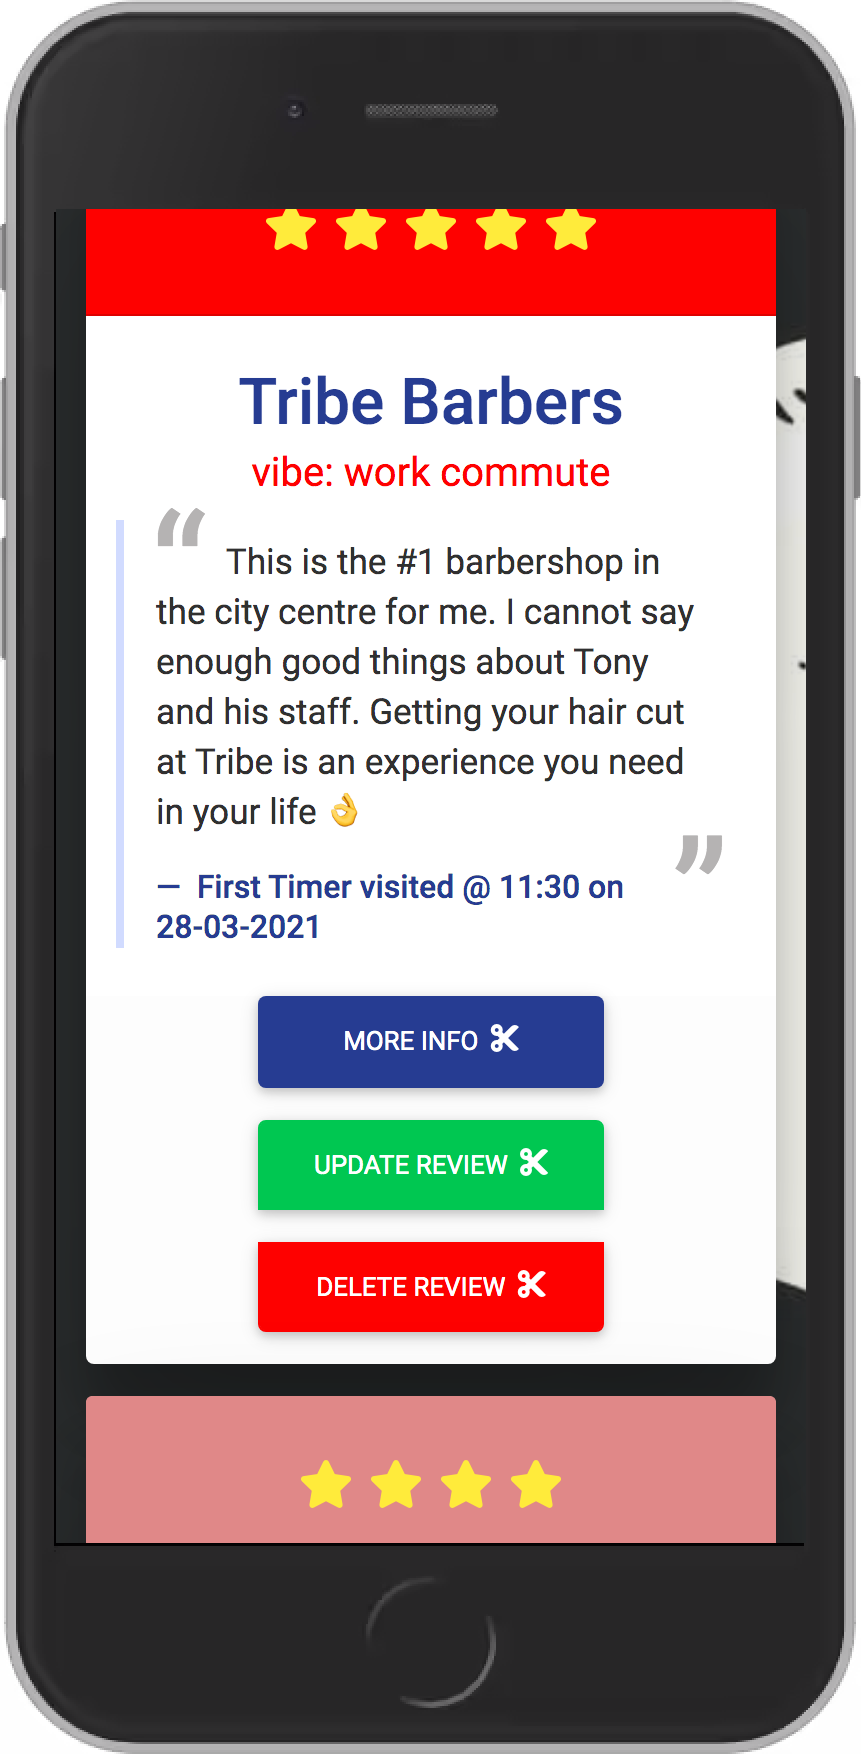 Tribe Barbers
vibe: work commute
“ This is the #1 barbershop in
the city centre for me. I cannot say
enough good things about Tony
and his staff. Getting your hair cut
at Tribe is an experience you need
in your life 👌
”
— First Timer visited @ 11:30 on
28-03-2021
MORE INFO
UPDATE REVIEW
DELETE REVIEW